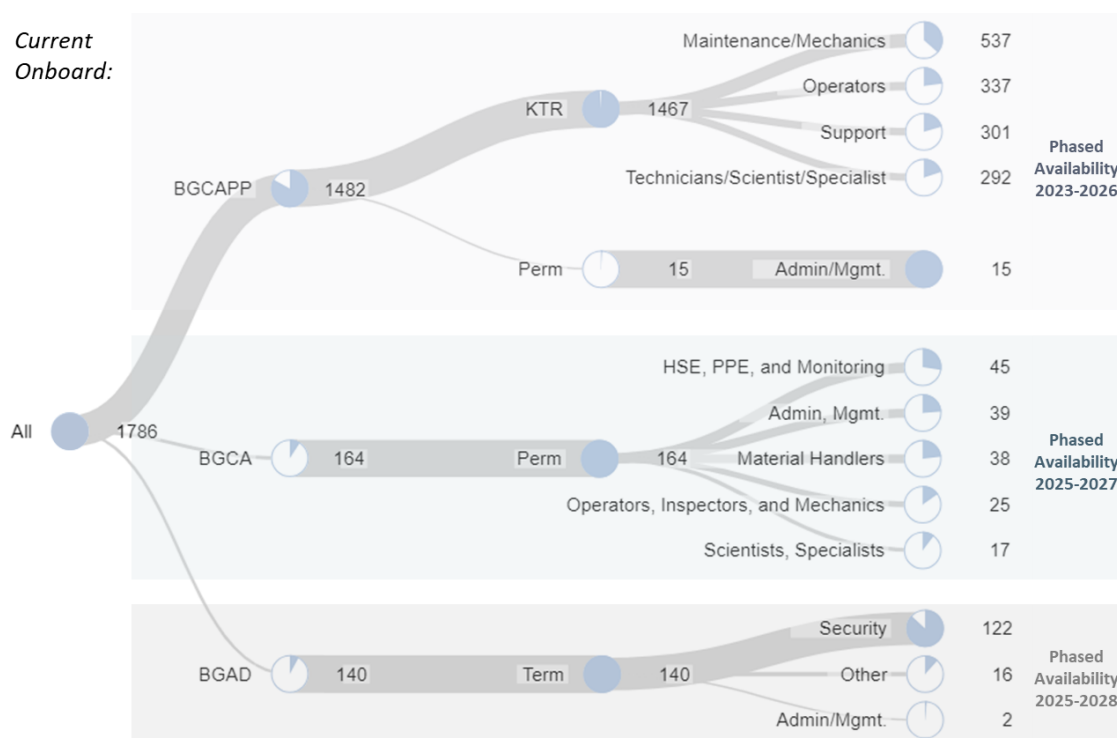 Current
Onboard:
Maintenance/Mechanics 537
Operators 337
KTR 1467
Support 301
Technicians/Scientist/Specialist 292
Phased
Availability
2023-2026
BGCAPP 1482
Perm 15 Admin/Mgmt. 15
HSE, PPE, and Monitoring 45
Admin, Mgmt. 39
All 1786
BGCA 164 Perm 164 Material Handlers 38
Operators, Inspectors, and Mechanics 25
Scientists, Specialists 17
Phased
Availability
2025-2027
Security 122
BGAD 140 Term 140 Other 16
Admin/Mgmt. 2
Phased
Availability
2025-2028